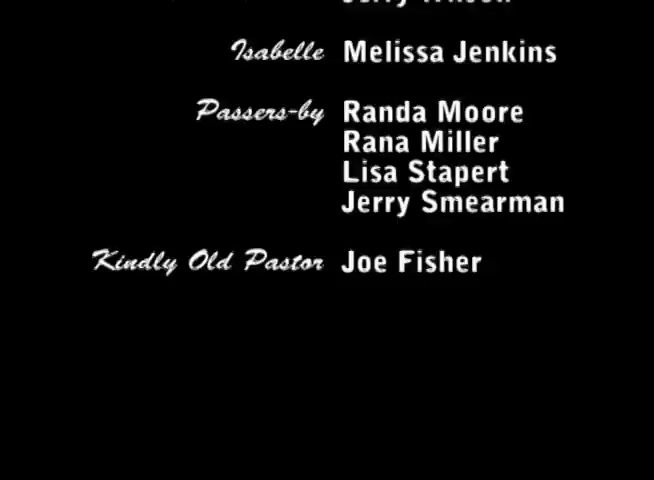 Isabelle Melissa Jenkins
Passers-by Randa Moore
Rana Miller
Lisa Stapert
Jerry Smearman
Kindly Old Pastor Joe Fisher